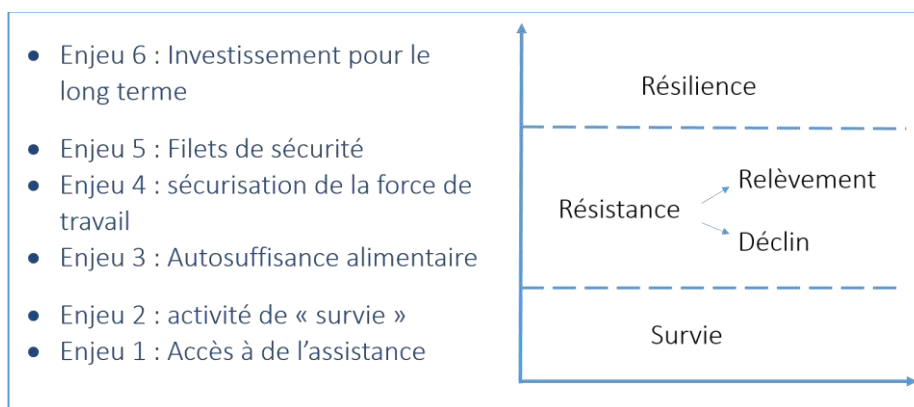 • Enjeu 6 : Investissement pour le
long terme
• Enjeu 5 : Filets de sécurité
• Enjeu 4 : sécurisation de la force de
travail
• Enjeu 3 : Autosuffisance alimentaire
• Enjeu 2 : activité de « survie »
• Enjeu 1 : Accès à de l’assistance
Résilience
Relèvement
Résistance
Déclin
Survie